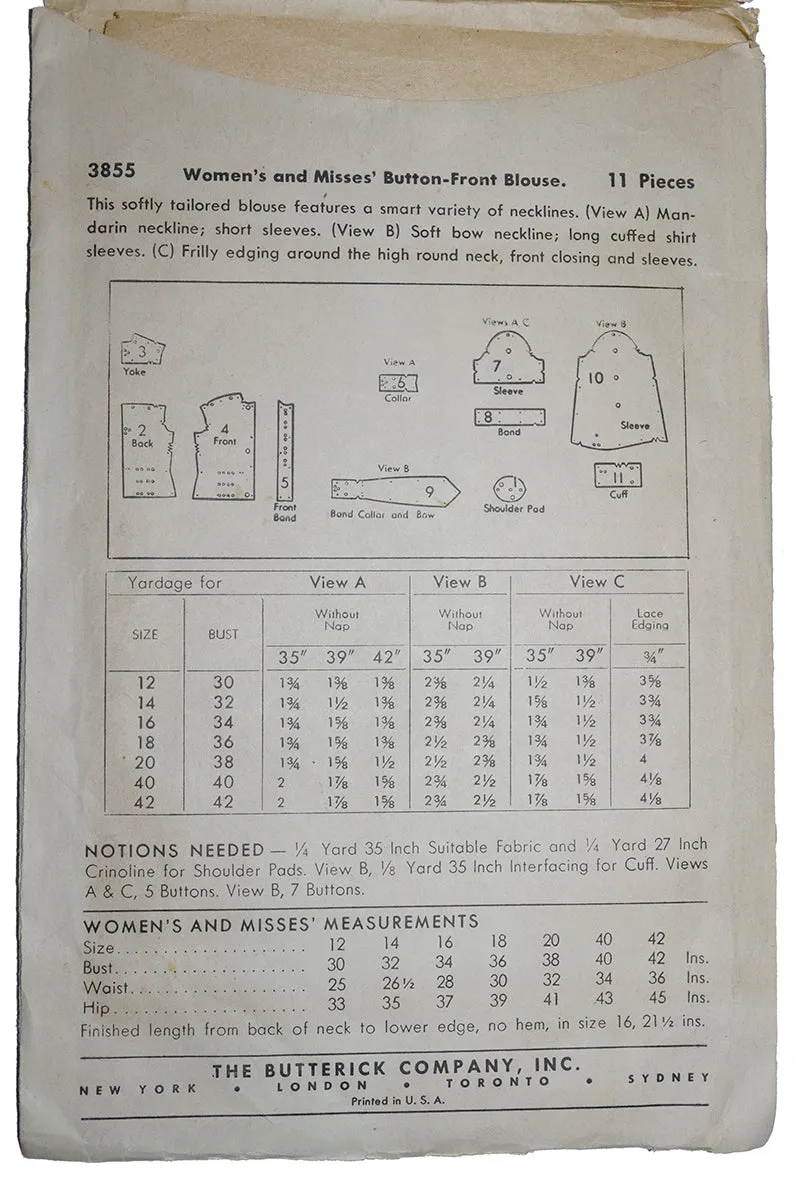 3855 Women's and Misses' Button-Front Blouse. 11 Pieces
This softly tailored blouse features a smart variety of necklines. (View A) Man-
darin neckline; short sleeves. (View B) Soft bow neckline; long cuffed shirt
sleeves. (C) Frilly edging around the high round neck, front closing and sleeves.
3
Yoke
2
Back
4
Front
5
Front
Band
View A
6
Collar
View B
9
Band Collar and Bow
Views A C
7
Sleeve
8
Band
1
Shoulder Pad
View B
10
Sleeve
11
Cuff
Yardage for View A View B View C
SIZE BUST Without Nap Without Nap Without Nap Lace Edging
35" 39" 42" 35" 39" 35" 39" ¾"
12 30 1¾ 1⅜ 1⅜ 2⅜ 2¼ 1½ 1⅜ 3⅝
14 32 1¾ 1½ 1⅜ 2⅜ 2¼ 1⅝ 1½ 3¾
16 34 1¾ 1⅝ 1⅜ 2⅜ 2¼ 1¾ 1½ 3¾
18 36 1¾ 1⅝ 1⅜ 2½ 2⅜ 1¾ 1½ 3⅞
20 38 1¾ 1⅝ 1½ 2½ 2⅜ 1¾ 1½ 4
40 40 2 1⅞ 1⅝ 2¾ 2½ 1⅞ 1⅝ 4⅛
42 42 2 1⅞ 1⅝ 2¾ 2½ 1⅞ 1⅝ 4⅛
NOTIONS NEEDED — ¼ Yard 35 Inch Suitable Fabric and ¼ Yard 27 Inch
Crinoline for Shoulder Pads. View B, ⅛ Yard 35 Inch Interfacing for Cuff. Views
A & C, 5 Buttons. View B, 7 Buttons.
WOMEN'S AND MISSES' MEASUREMENTS
Size..................... 12 14 16 18 20 40 42
Bust..................... 30 32 34 36 38 40 42 Ins.
Waist.................... 25 26½ 28 30 32 34 36 Ins.
Hip...................... 33 35 37 39 41 43 45 Ins.
Finished length from back of neck to lower edge, no hem, in size 16, 21½ ins.
THE BUTTERICK COMPANY, INC.
NEW YORK • LONDON • TORONTO • SYDNEY
Printed in U. S. A.